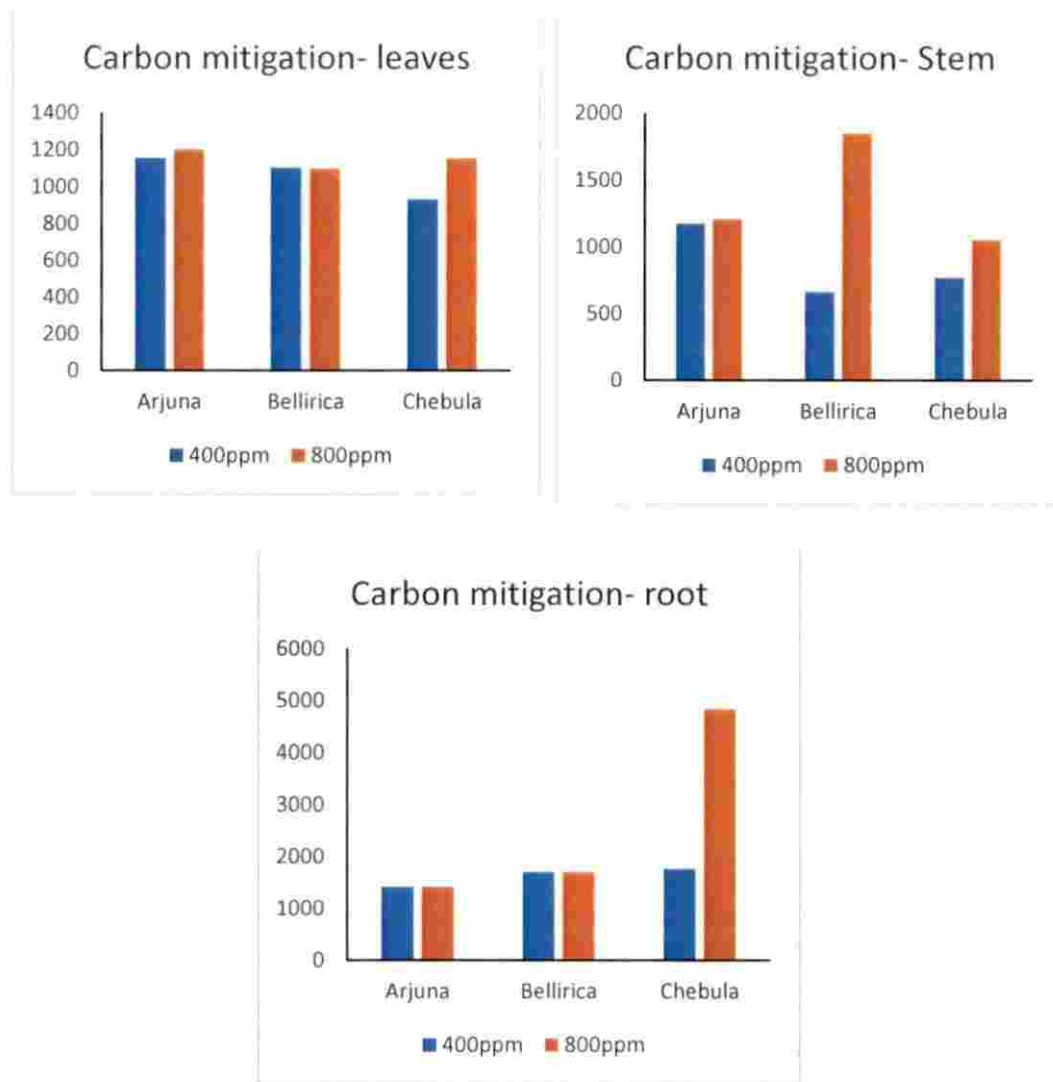 Carbon mitigation- leaves
1400
1200
1000
800
600
400
200
0
Arjuna Bellirica Chebula
400ppm 800ppm
Carbon mitigation- Stem
2000
1500
1000
500
0
Arjuna Bellirica Chebula
400ppm 800ppm
Carbon mitigation- root
6000
5000
4000
3000
2000
1000
0
Arjuna Bellirica Chebula
400ppm 800ppm